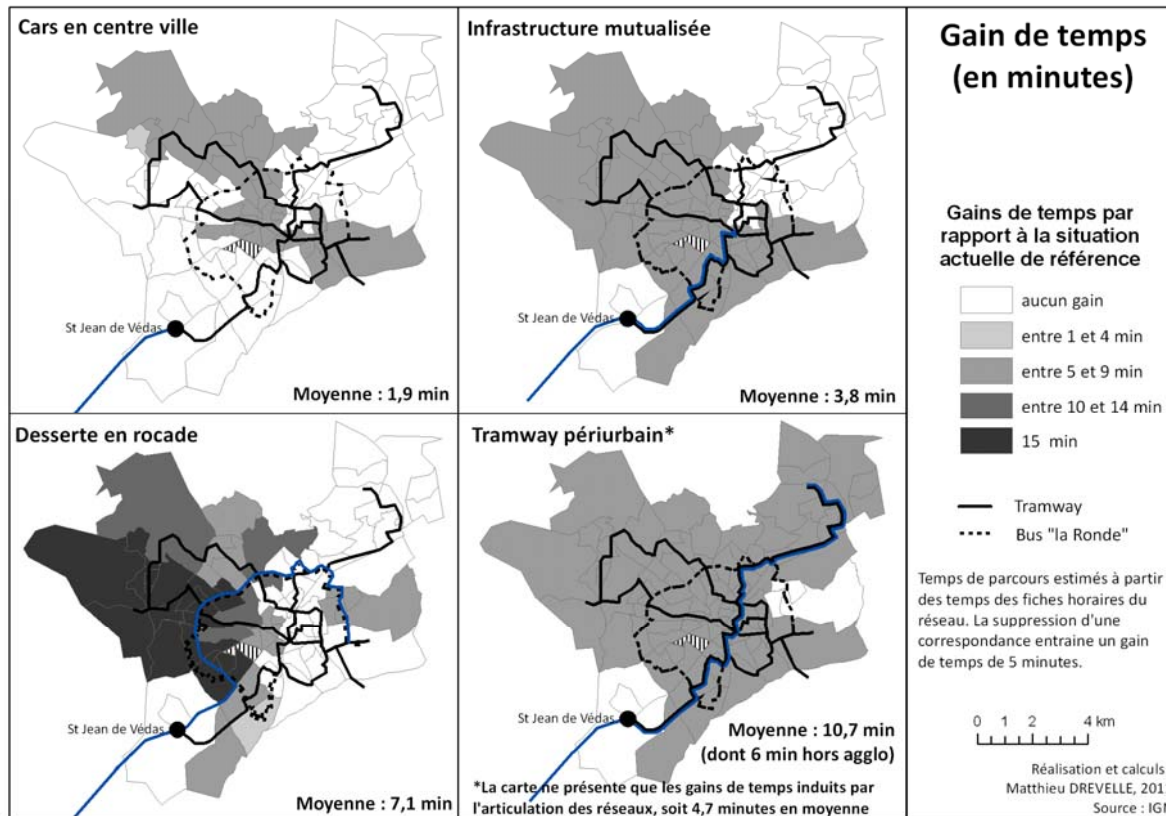 Cars en centre ville
St Jean de Védas
Moyenne : 1,9 min
Infrastructure mutualisée
St Jean de Védas
Moyenne : 3,8 min
Desserte en rocade
St Jean de Védas
Moyenne : 7,1 min
Tramway périurbain*
St Jean de Védas
Moyenne : 10,7 min
(dont 6 min hors agglo)
*La carte ne présente que les gains de temps induits par
l'articulation des réseaux, soit 4,7 minutes en moyenne
Gain de temps
(en minutes)
Gains de temps par
rapport à la situation
actuelle de référence
aucun gain
entre 1 et 4 min
entre 5 et 9 min
entre 10 et 14 min
15 min
Tramway
Bus "la Ronde"
Temps de parcours estimés à partir
des temps des fiches horaires du
réseau. La suppression d'une
correspondance entraine un gain
de temps de 5 minutes.
0 1 2 4 km
Réalisation et calculs
Matthieu DREVELLE, 201
Source : IGN